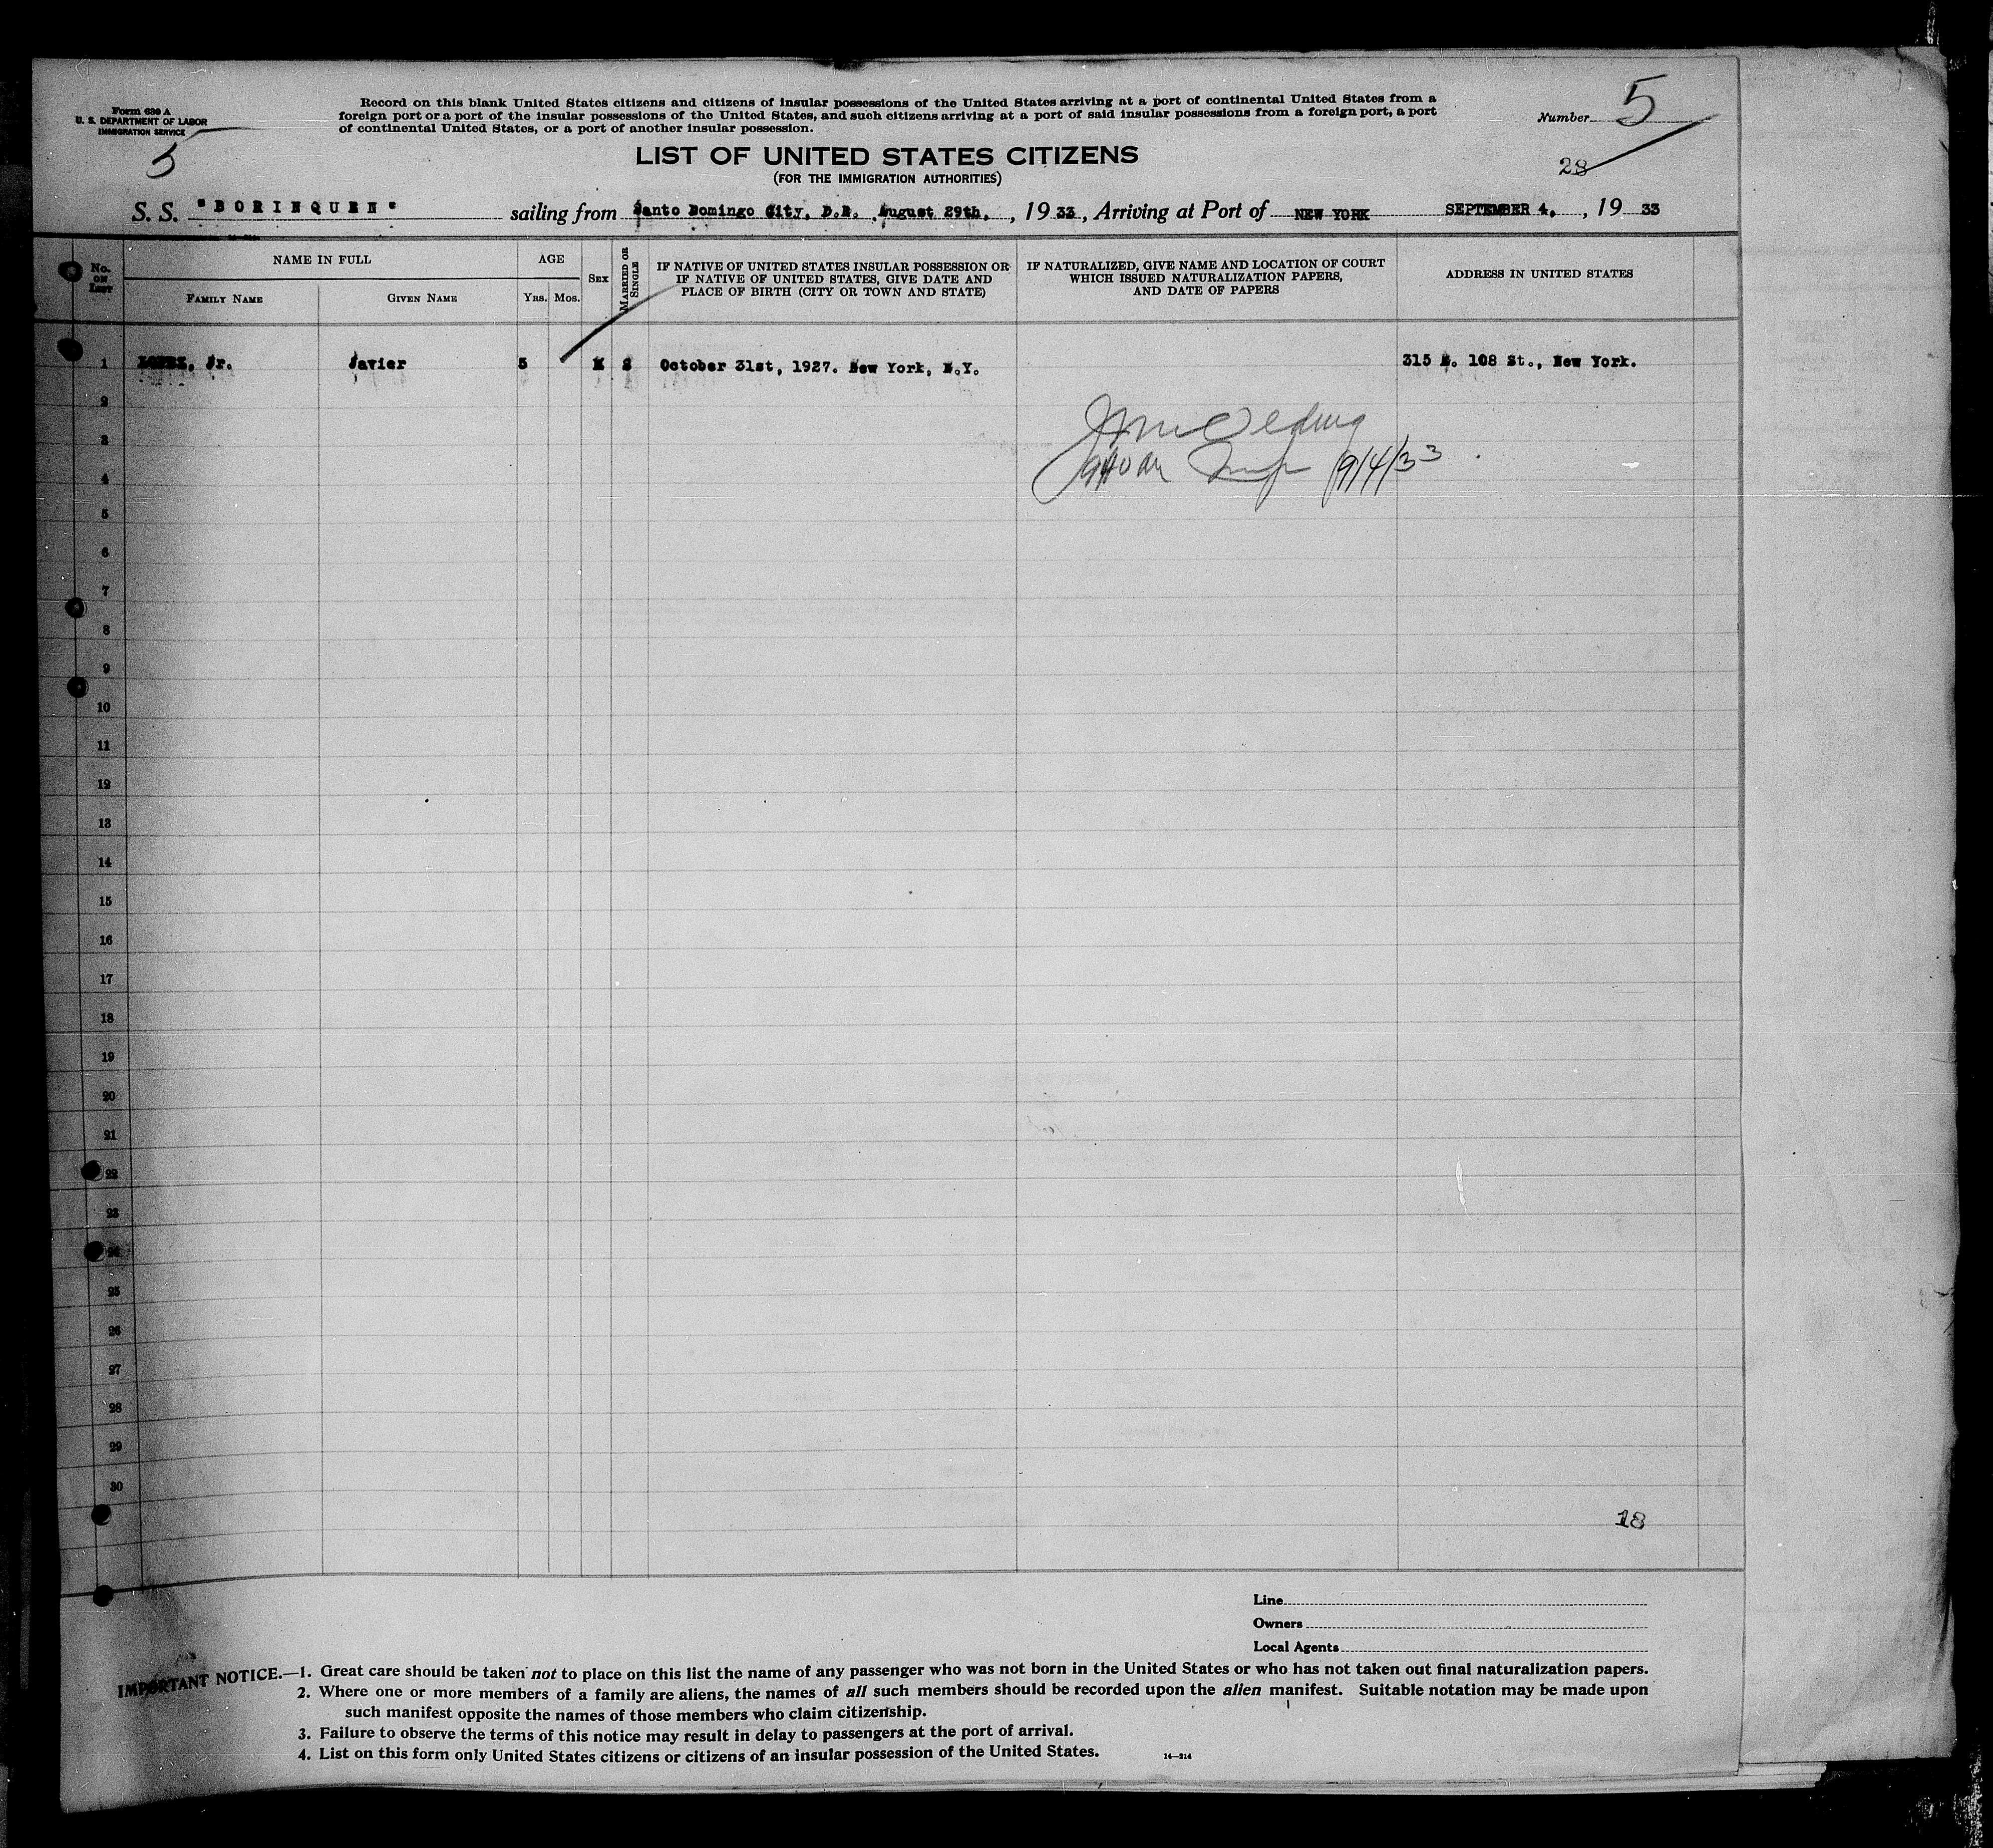 Form 630 A
U. S. DEPARTMENT OF LABOR
IMMIGRATION SERVICE
5
Record on this blank United States citizens and citizens of insular possessions of the United States arriving at a port of continental United States from a
foreign port or a port of the insular possessions of the United States, and such citizens arriving at a port of said insular possessions from a foreign port, a port
of continental United States, or a port of another insular possession.
Number 5
28
LIST OF UNITED STATES CITIZENS
(FOR THE IMMIGRATION AUTHORITIES)
S. S. "BORINQUEN" sailing from Santo Domingo City, D.R. August 29th, , 19 33, Arriving at Port of NEW YORK SEPTEMBER 4, , 19 33
No. ON LIST
NAME IN FULL
FAMILY NAME
GIVEN NAME
AGE
YRS. MOS.
SEX
MARRIED OR SINGLE
IF NATIVE OF UNITED STATES INSULAR POSSESSION OR
IF NATIVE OF UNITED STATES, GIVE DATE AND
PLACE OF BIRTH (CITY OR TOWN AND STATE)
IF NATURALIZED, GIVE NAME AND LOCATION OF COURT
WHICH ISSUED NATURALIZATION PAPERS,
AND DATE OF PAPERS
ADDRESS IN UNITED STATES
1 LOPEZ, Jr. Javier 5 M S October 31st, 1927. New York, N.Y. 315 E. 108 St., New York.
2
3
9/4/33
4
5
6
7
8
9
10
11
12
13
14
15
16
17
18
19
20
21
22
23
24
25
26
27
28
29
30
18
Line
Owners
Local Agents
IMPORTANT NOTICE.—1. Great care should be taken not to place on this list the name of any passenger who was not born in the United States or who has not taken out final naturalization papers.
2. Where one or more members of a family are aliens, the names of all such members should be recorded upon the alien manifest. Suitable notation may be made upon
such manifest opposite the names of those members who claim citizenship.
3. Failure to observe the terms of this notice may result in delay to passengers at the port of arrival.
4. List on this form only United States citizens or citizens of an insular possession of the United States.
14—314